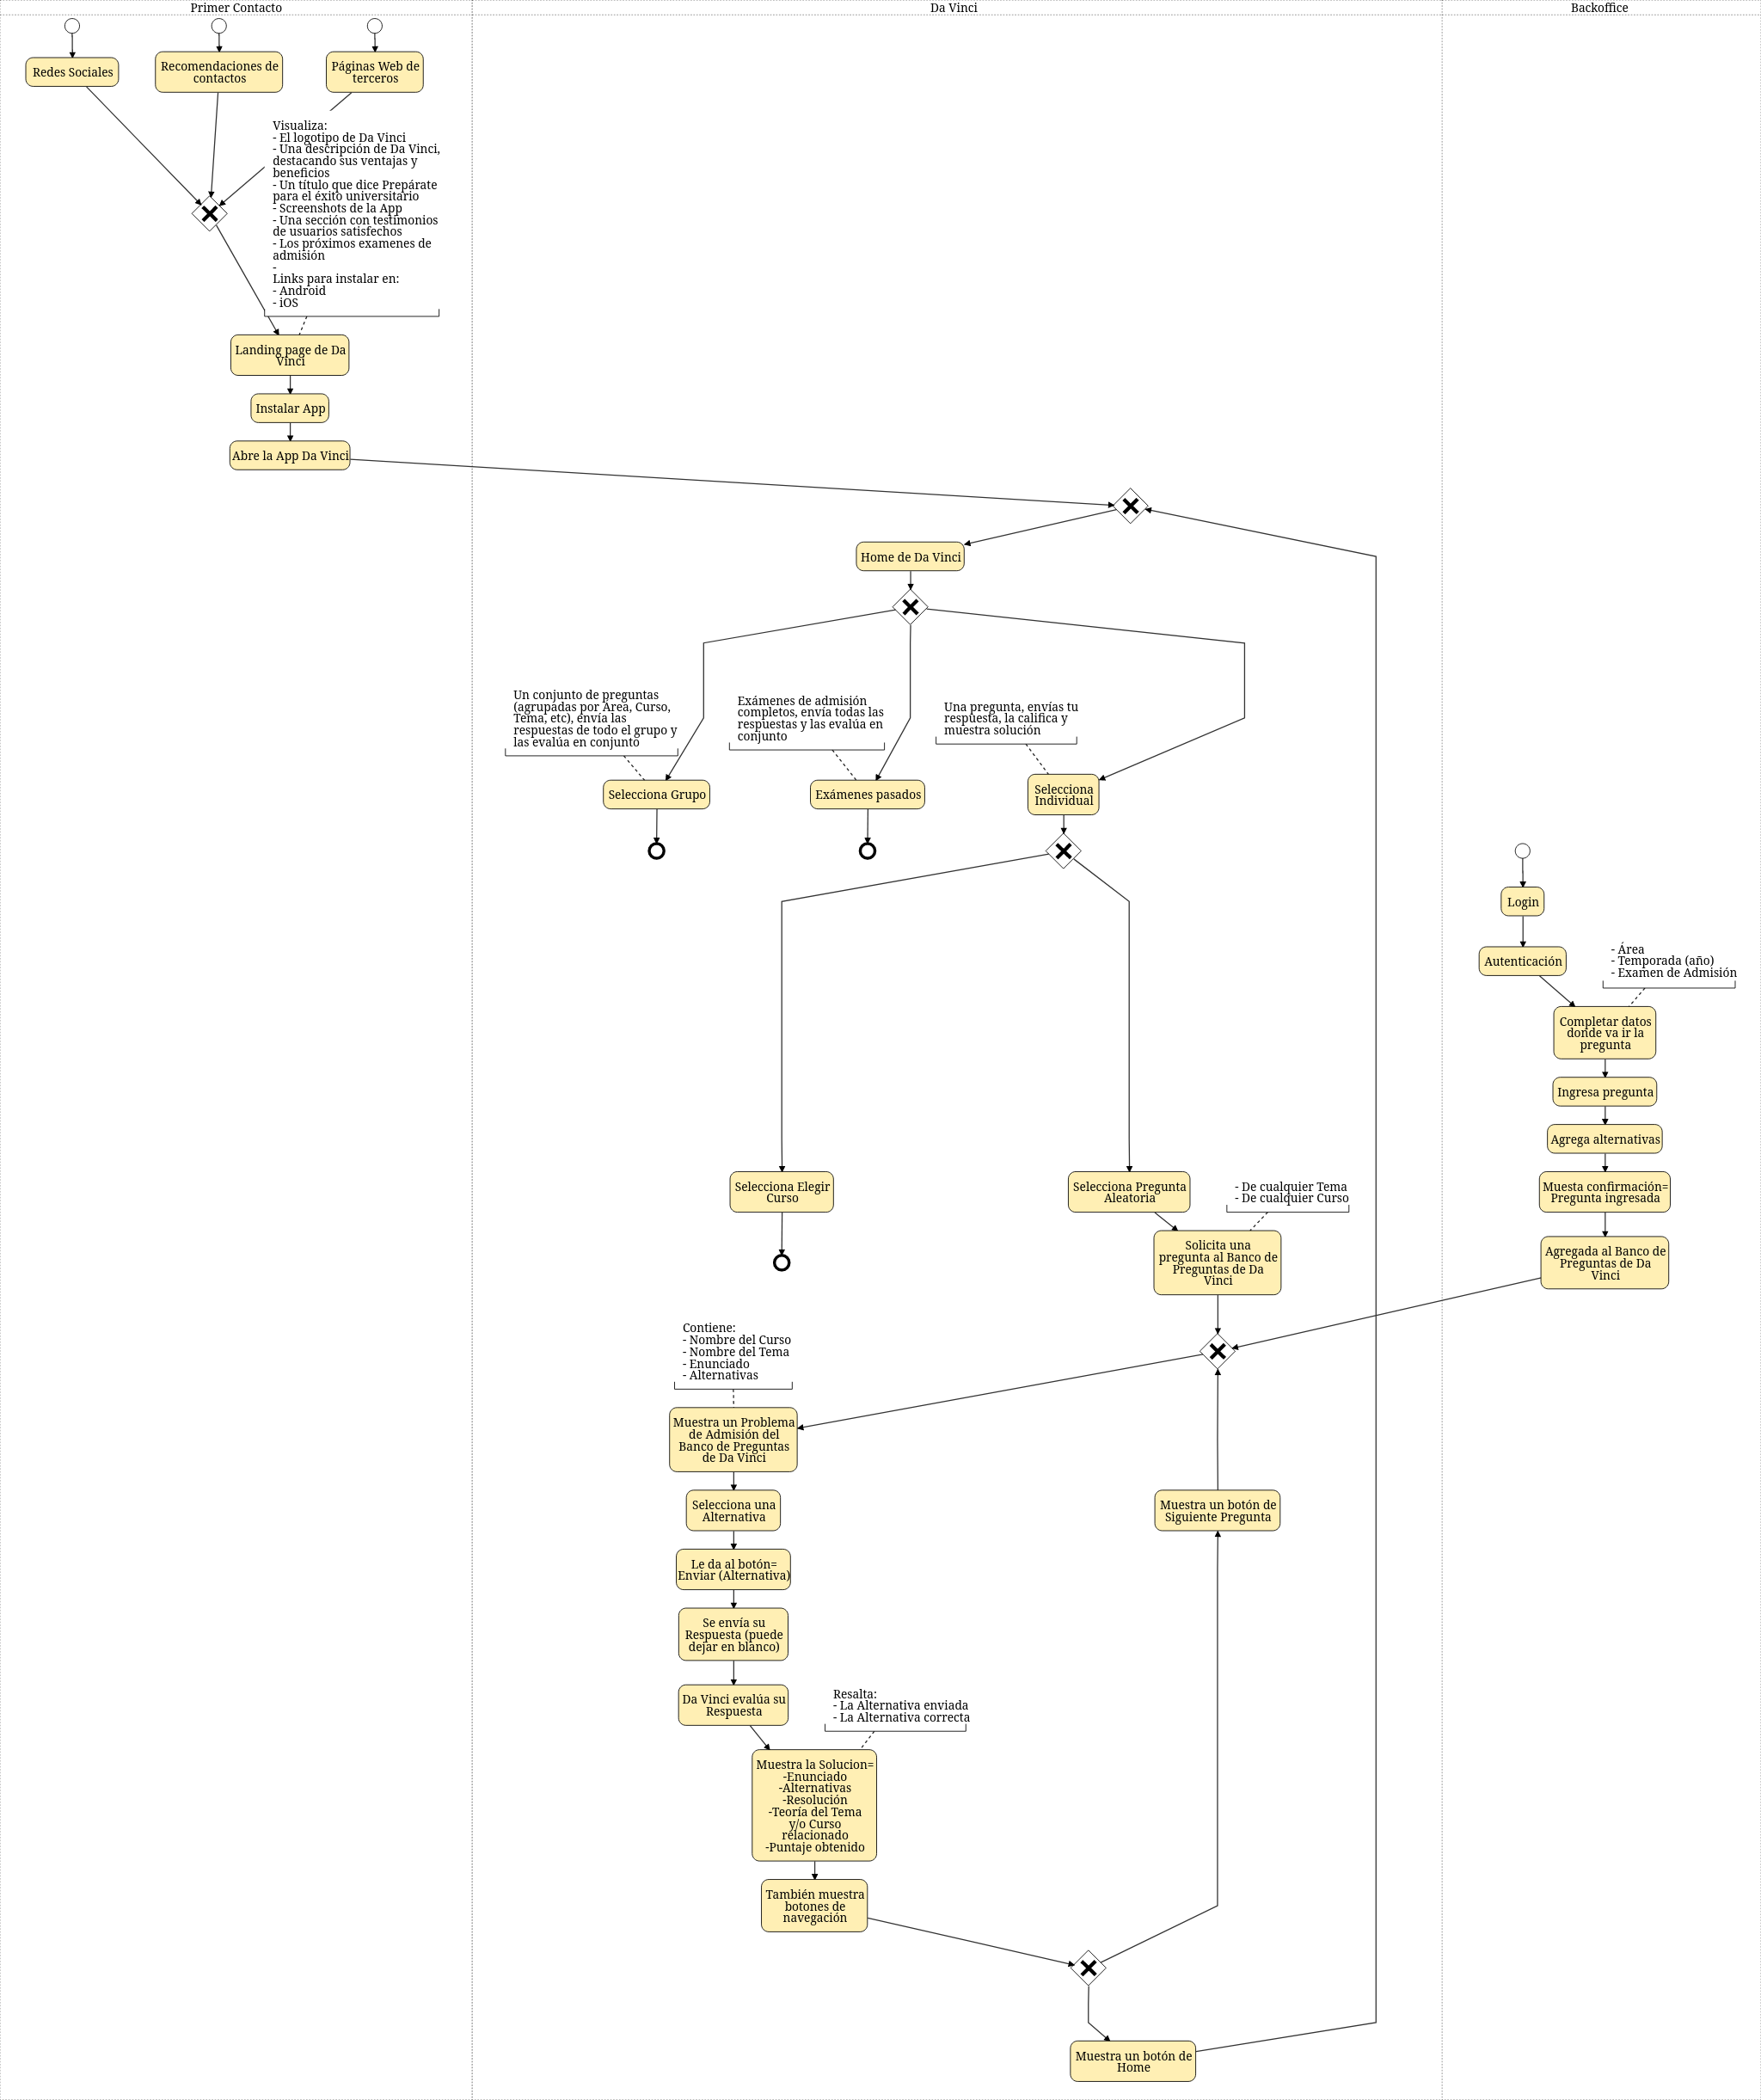 Primer Contacto
Da Vinci
Backoffice
Redes Sociales
Recomendaciones de
contactos
Páginas Web de
terceros
Visualiza:
- El logotipo de Da Vinci
- Una descripción de Da Vinci,
destacando sus ventajas y
beneficios
- Un título que dice Prepárate
para el éxito universitario
- Screenshots de la App
- Una sección con testimonios
de usuarios satisfechos
- Los próximos examenes de
admisión
-
Links para instalar en:
- Android
- iOS
Landing page de Da
Vinci
Instalar App
Abre la App Da Vinci
Home de Da Vinci
Un conjunto de preguntas
(agrupadas por Área, Curso,
Tema, etc), envía las
respuestas de todo el grupo y
las evalúa en conjunto
Exámenes de admisión
completos, envía todas las
respuestas y las evalúa en
conjunto
Una pregunta, envías tu
respuesta, la califica y
muestra solución
Selecciona Grupo
Exámenes pasados
Selecciona
Individual
Login
Autenticación
- Área
- Temporada (año)
- Examen de Admisión
Completar datos
donde va ir la
pregunta
Ingresa pregunta
Agrega alternativas
Muesta confirmación=
Pregunta ingresada
Agregada al Banco de
Preguntas de Da
Vinci
Selecciona Elegir
Curso
Selecciona Pregunta
Aleatoria
- De cualquier Tema
- De cualquier Curso
Solicita una
pregunta al Banco de
Preguntas de Da
Vinci
Contiene:
- Nombre del Curso
- Nombre del Tema
- Enunciado
- Alternativas
Muestra un Problema
de Admisión del
Banco de Preguntas
de Da Vinci
Selecciona una
Alternativa
Muestra un botón de
Siguiente Pregunta
Le da al botón=
Enviar (Alternativa)
Se envía su
Respuesta (puede
dejar en blanco)
Da Vinci evalúa su
Respuesta
Resalta:
- La Alternativa enviada
- La Alternativa correcta
Muestra la Solucion=
-Enunciado
-Alternativas
-Resolución
-Teoría del Tema
y/o Curso
relacionado
-Puntaje obtenido
También muestra
botones de
navegación
Muestra un botón de
Home